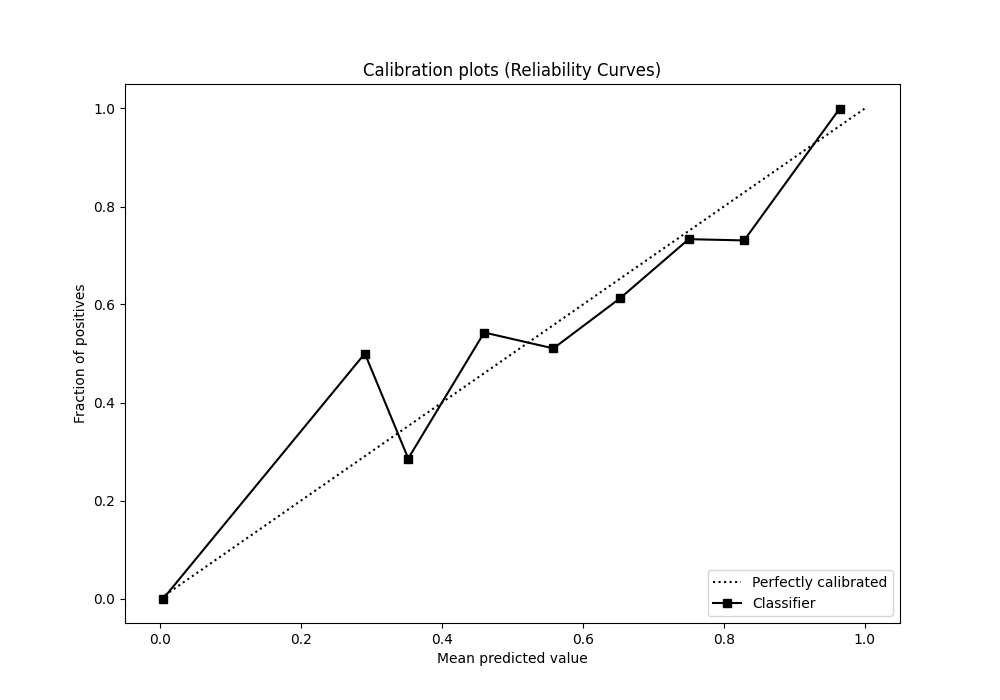 Calibration plots (Reliability Curves)
1.0
0.8
0.6
0.4
0.2
0.0
Fraction of positives
0.0 0.2 0.4 0.6 0.8 1.0
Mean predicted value
Perfectly calibrated
Classifier